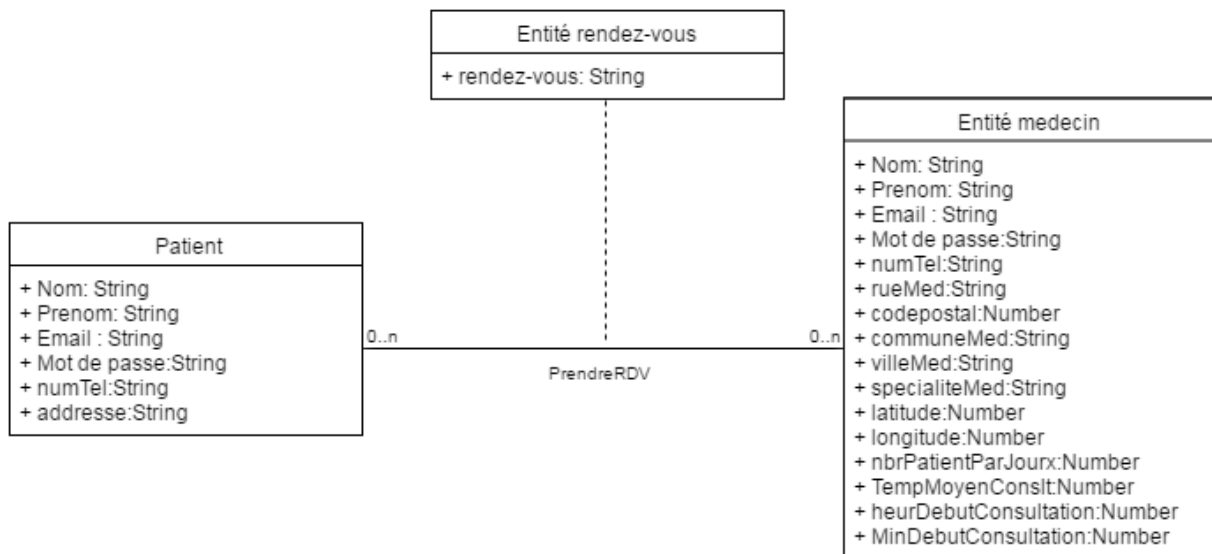 Entité rendez-vous
+ rendez-vous: String
Entité medecin
+ Nom: String
+ Prenom: String
+ Email : String
+ Mot de passe:String
+ numTel:String
+ rueMed:String
+ codepostal:Number
+ communeMed:String
+ villeMed:String
+ specialiteMed:String
+ latitude:Number
+ longitude:Number
+ nbrPatientParJourx:Number
+ TempMoyenConslt:Number
+ heurDebutConsultation:Number
+ MinDebutConsultation:Number
Patient
+ Nom: String
+ Prenom: String
+ Email : String
+ Mot de passe:String
+ numTel:String
+ addresse:String
0..n
0..n
PrendreRDV